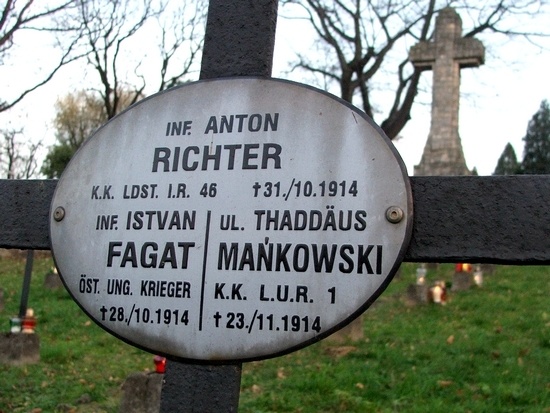 INF. ANTON
RICHTER
K.K. LDST. I.R. 46 †31./10.1914
INF. ISTVAN
FAGAT
ÖST. UNG. KRIEGER
†28./10.1914
UL. THADDÄUS
MAŃKOWSKI
K.K. L.U.R. 1
†23./11.1914